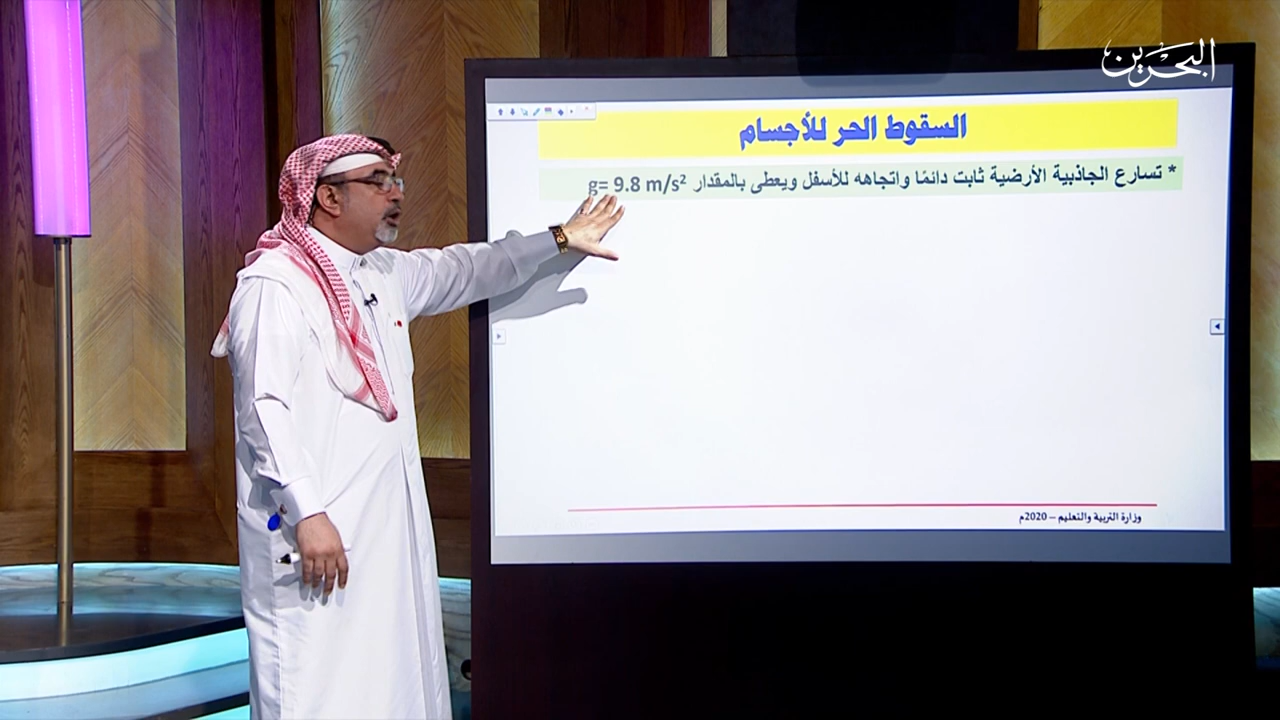 البحرين
السقوط الحر للأجسام
* تسارع الجاذبية الأرضية ثابت دائمًا واتجاهه للأسفل ويعطى بالمقدار g= 9.8 m/s²
وزارة التربية والتعليم – 2020م